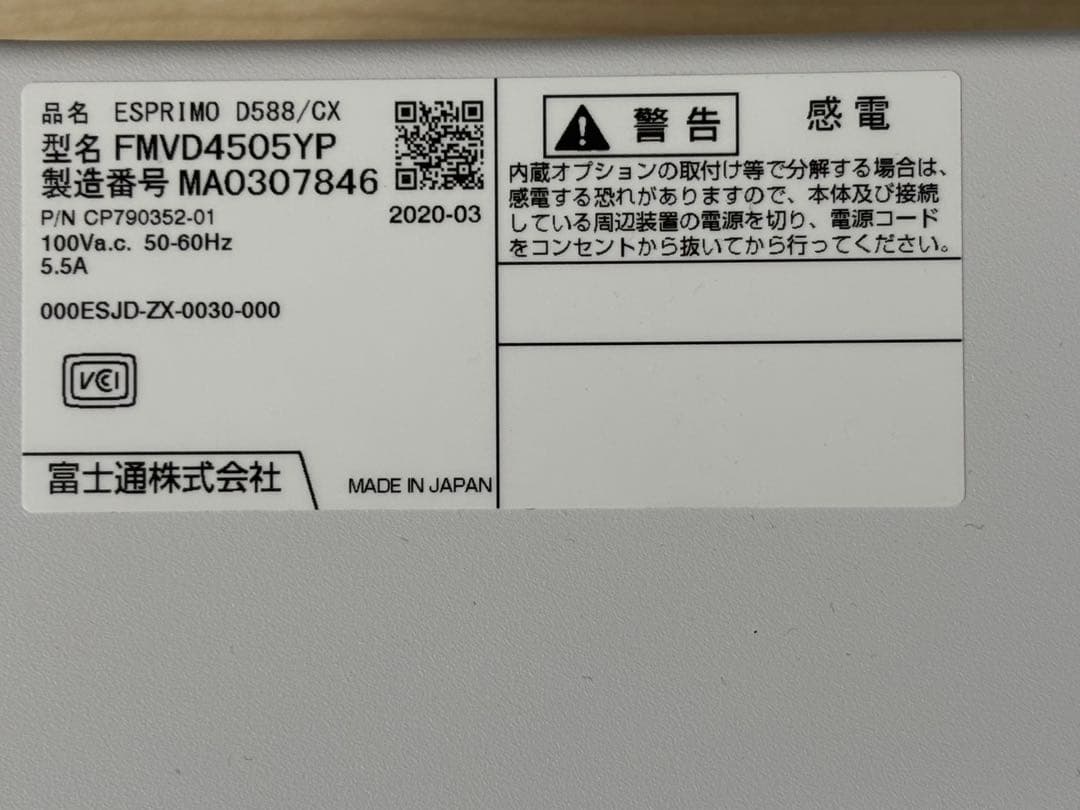 品名 ESPRIMO D588/CX
型名 FMVD4505YP
製造番号 MA0307846
P/N CP790352-01 2020-03
100Va.c. 50-60Hz
5.5A
000ESJD-ZX-0030-000
VCCI
富士通株式会社
MADE IN JAPAN
警告 感電
内蔵オプションの取付け等で分解する場合は、
感電する恐れがありますので、本体及び接続
している周辺装置の電源を切り、電源コード
をコンセントから抜いてから行ってください。